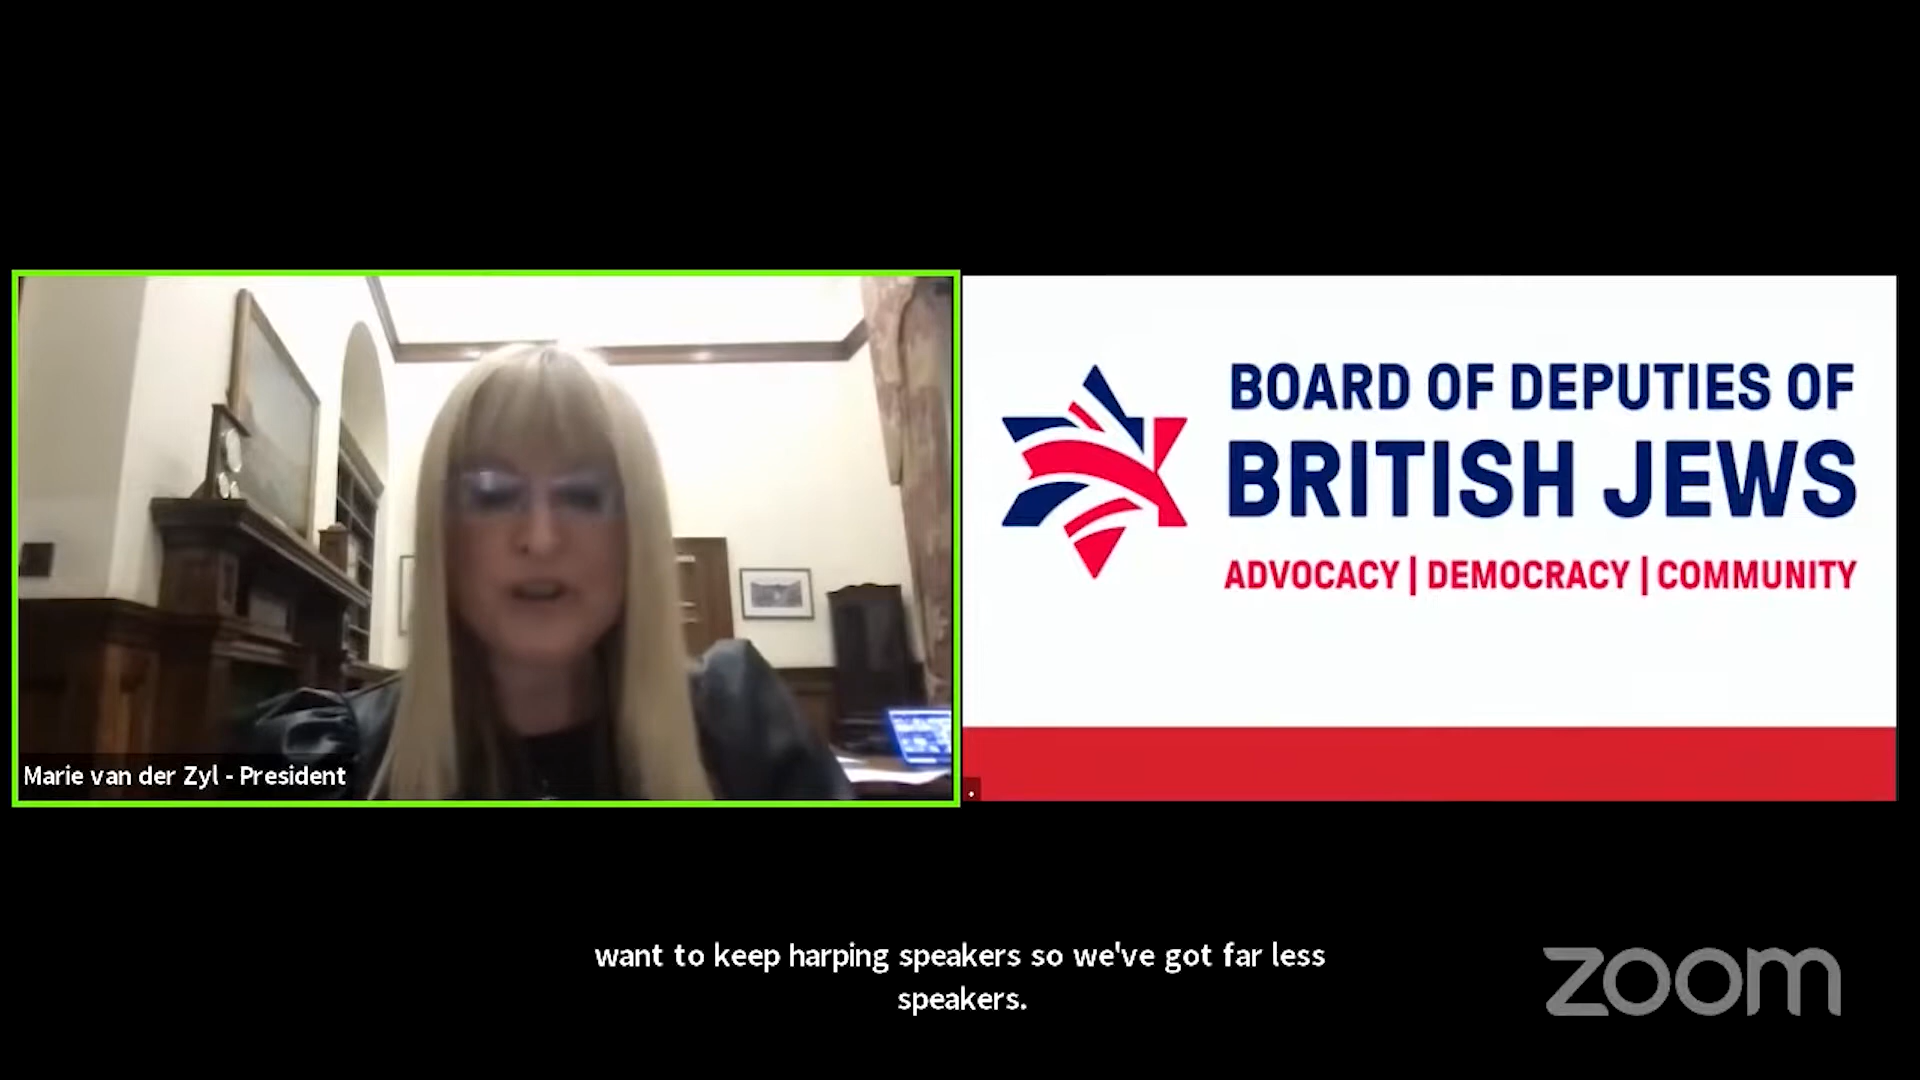 BOARD OF DEPUTIES OF
BRITISH JEWS
ADVOCACY | DEMOCRACY | COMMUNITY
Marie van der Zyl - President
.
want to keep harping speakers so we've got far less
speakers.
zoom